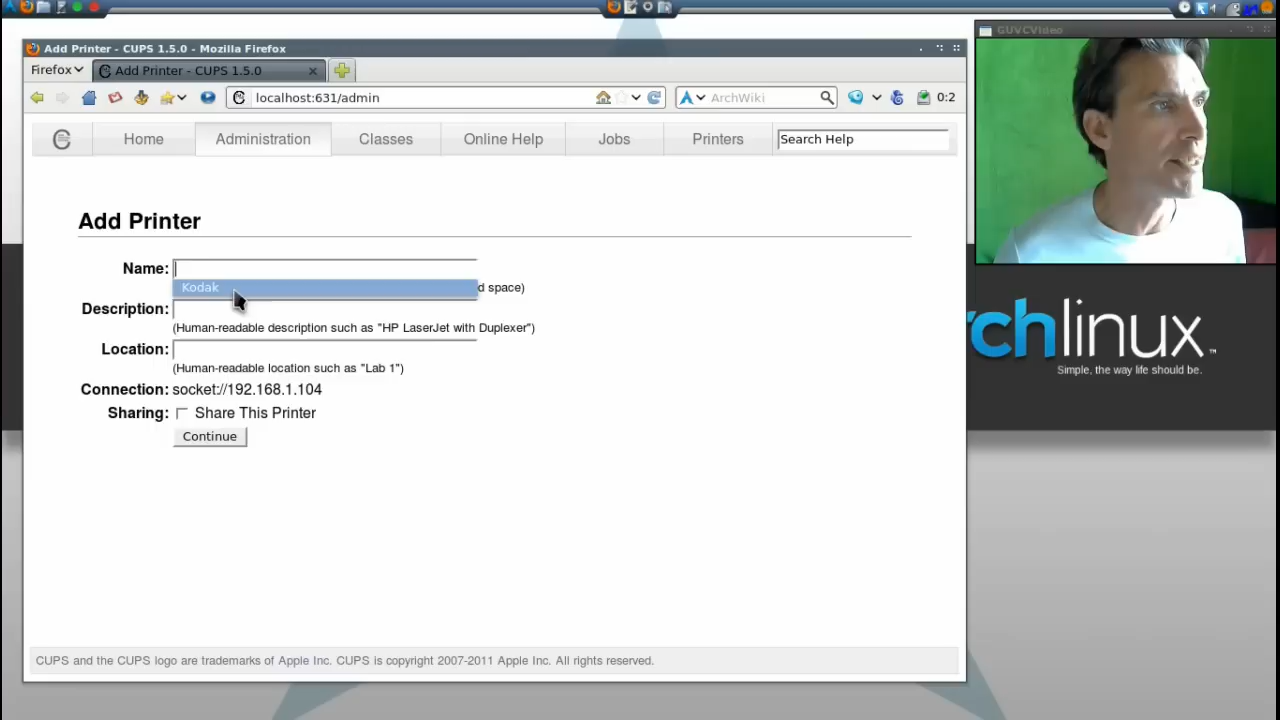 Add Printer - CUPS 1.5.0 - Mozilla Firefox
GUVCVideo
Firefox
Add Printer - CUPS 1.5.0
localhost:631/admin
ArchWiki
0:2
Home
Administration
Classes
Online Help
Jobs
Printers
Search Help
Add Printer
Name:
Kodak
d space)
Description:
(Human-readable description such as "HP LaserJet with Duplexer")
Location:
(Human-readable location such as "Lab 1")
Connection: socket://192.168.1.104
Sharing: Share This Printer
Continue
rchlinux™
Simple, the way life should be.
CUPS and the CUPS logo are trademarks of Apple Inc. CUPS is copyright 2007-2011 Apple Inc. All rights reserved.